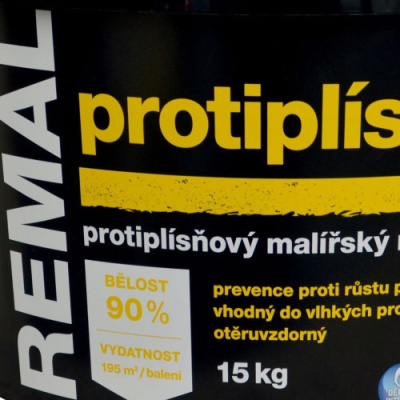 REMAL
protiplís
protiplísňový malířský
BĚLOST
90 %
VYDATNOST
195 m² / balení
prevence proti růstu p
vhodný do vlhkých pro
otěruvzdorný
15 kg